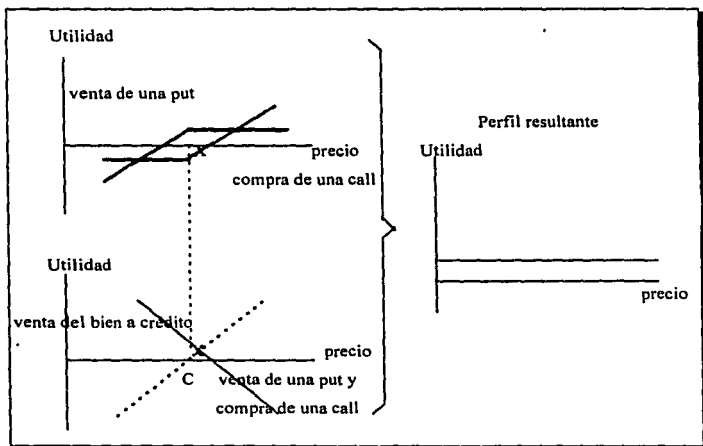 Utilidad
venta de una put
precio
compra de una call
Utilidad
venta del bien a crédito
precio
C
venta de una put y
compra de una call
Perfil resultante
Utilidad
precio